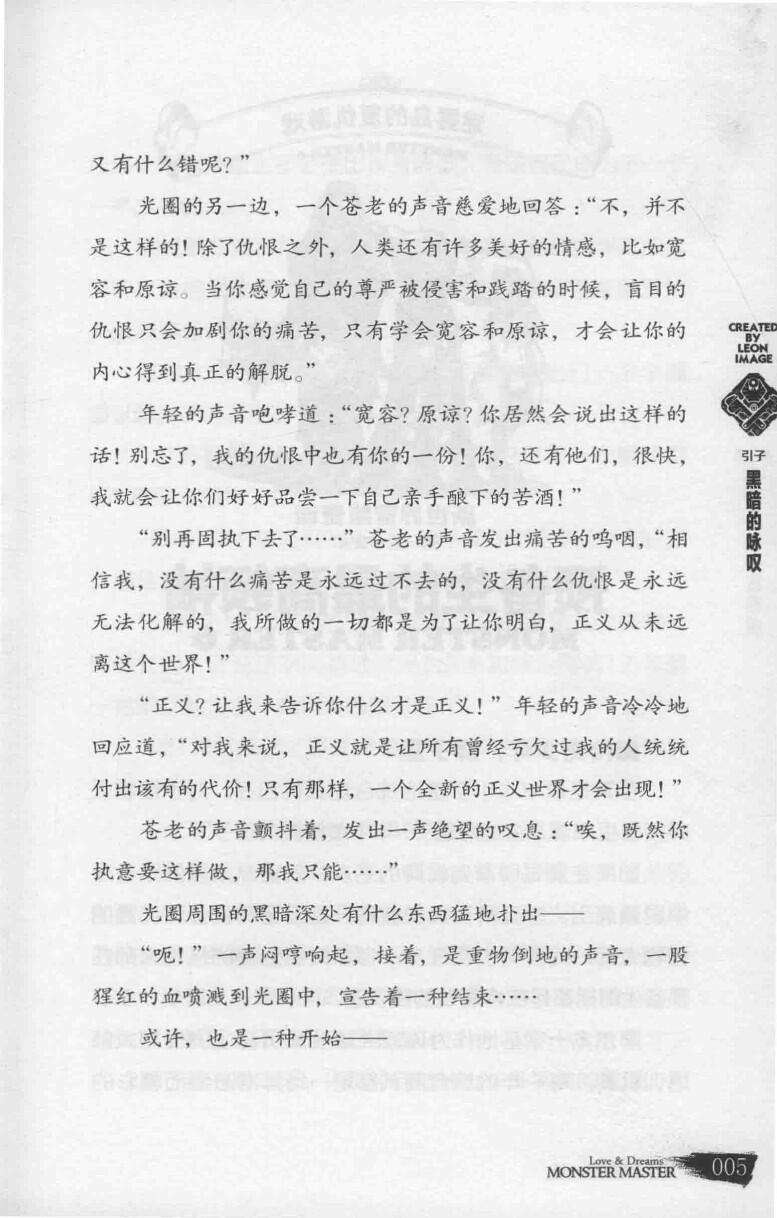 又有什么错呢？”
光圈的另一边，一个苍老的声音慈爱地回答：“不，并不
是这样的！除了仇恨之外，人类还有许多美好的情感，比如宽
容和原谅。当你感觉自己的尊严被侵害和践踏的时候，盲目的
仇恨只会加剧你的痛苦，只有学会宽容和原谅，才会让你的
内心得到真正的解脱。”
年轻的声音咆哮道：“宽容？原谅？你居然会说出这样的
话！别忘了，我的仇恨中也有你的一份！你，还有他们，很快，
我就会让你们好好品尝一下自己亲手酿下的苦酒！”
“别再固执下去了……”苍老的声音发出痛苦的呜咽，“相
信我，没有什么痛苦是永远过不去的，没有什么仇恨是永远
无法化解的，我所做的一切都是为了让你明白，正义从未远
离这个世界！”
“正义？让我来告诉你什么才是正义！”年轻的声音冷冷地
回应道，“对我来说，正义就是让所有曾经亏欠过我的人统统
付出该有的代价！只有那样，一个全新的正义世界才会出现！”
苍老的声音颤抖着，发出一声绝望的叹息：“唉，既然你
执意要这样做，那我只能……”
光圈周围的黑暗深处有什么东西猛地扑出——
“呃！”一声闷哼响起，接着，是重物倒地的声音，一股
猩红的血喷溅到光圈中，宣告着一种结束……
或许，也是一种开始——
CREATED
BY
LEON
IMAGE
引子
黑暗的咏叹
Love & Dreams
MONSTER MASTER
005